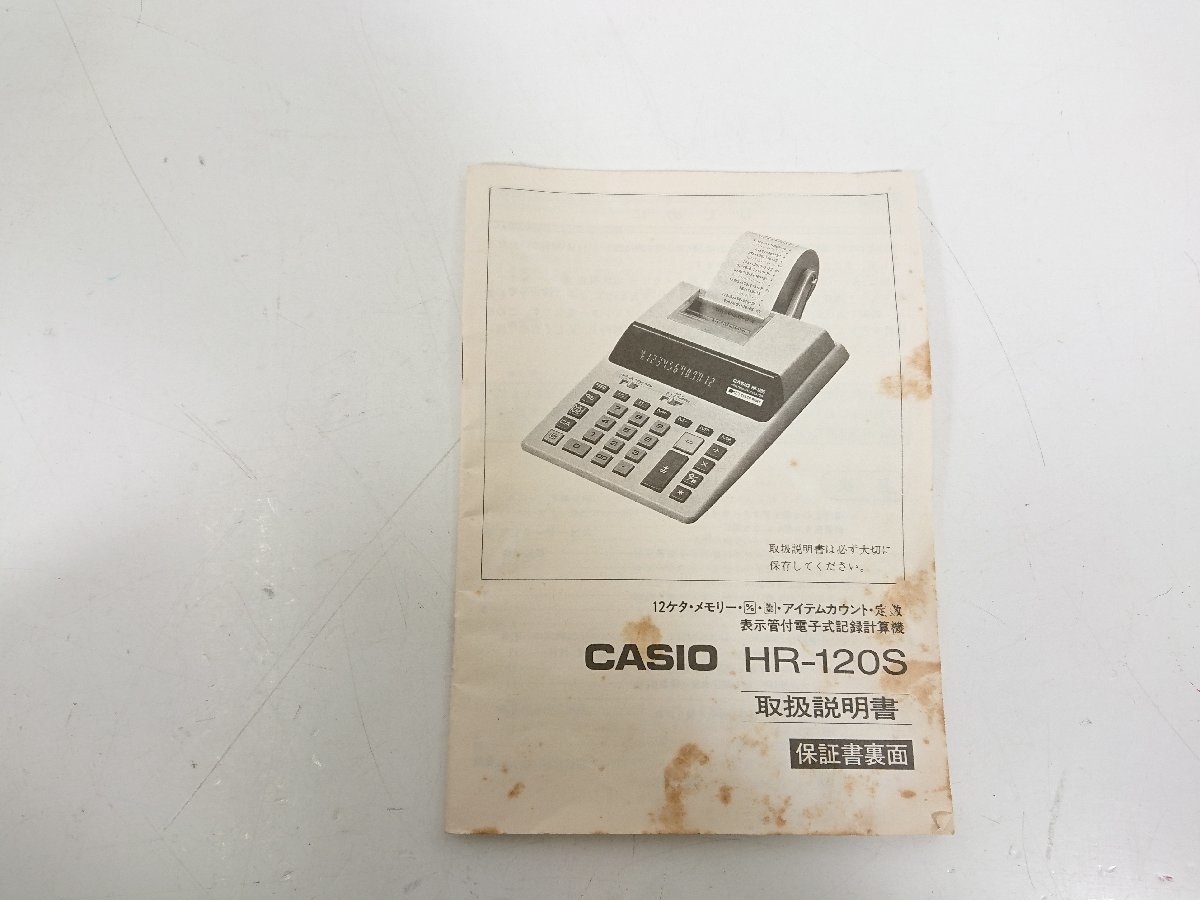 CASIO
取扱説明書は必ず大切に
保存してください。
12ケタ・メモリー・%・・アイテムカウント・定数
表示管付電子式記録計算機
CASIO HR-120S
取扱説明書
保証書裏面